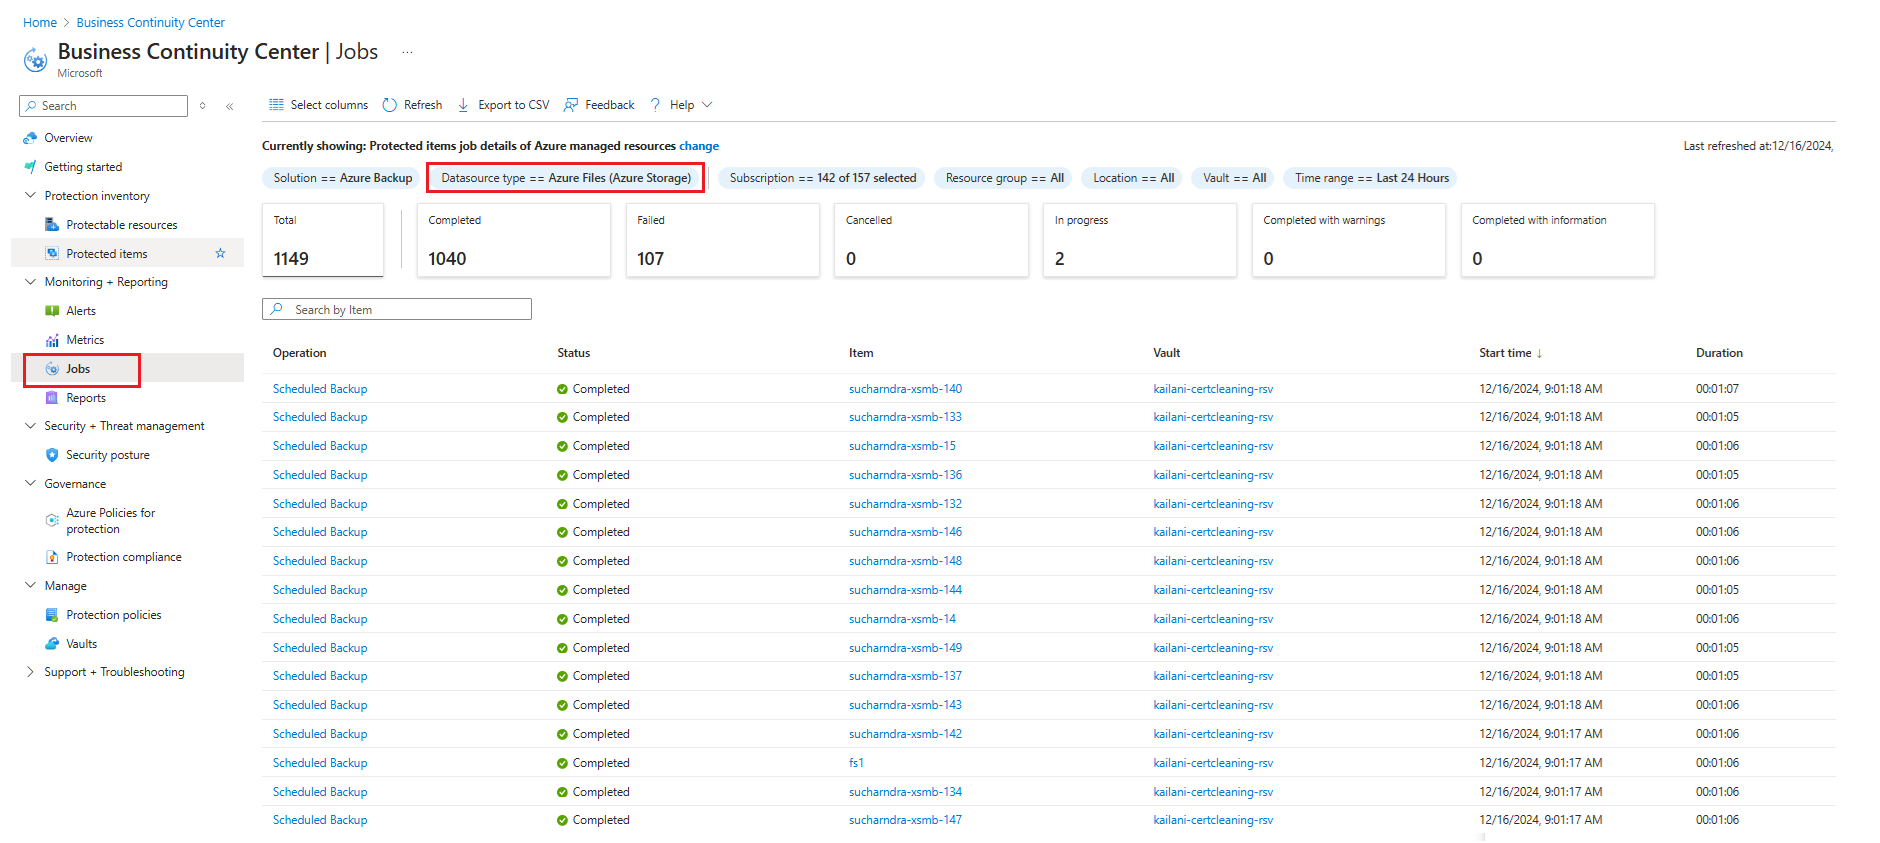 Home > Business Continuity Center
Business Continuity Center | Jobs ...
Microsoft
Search
Overview
Getting started
Protection inventory
Protectable resources
Protected items
Monitoring + Reporting
Alerts
Metrics
Jobs
Reports
Security + Threat management
Security posture
Governance
Azure Policies for
protection
Protection compliance
Manage
Protection policies
Vaults
Support + Troubleshooting
Select columns Refresh Export to CSV Feedback Help
Currently showing: Protected items job details of Azure managed resources change
Last refreshed at:12/16/2024,
Solution == Azure Backup Datasource type == Azure Files (Azure Storage) Subscription == 142 of 157 selected Resource group == All Location == All Vault == All Time range == Last 24 Hours
Total Completed Failed Cancelled In progress Completed with warnings Completed with information
1149 1040 107 0 2 0 0
Search by Item
Operation Status Item Vault Start time ↓ Duration
Scheduled Backup Completed sucharndra-xsmb-140 kailani-certcleaning-rsv 12/16/2024, 9:01:18 AM 00:01:07
Scheduled Backup Completed sucharndra-xsmb-133 kailani-certcleaning-rsv 12/16/2024, 9:01:18 AM 00:01:05
Scheduled Backup Completed sucharndra-xsmb-15 kailani-certcleaning-rsv 12/16/2024, 9:01:18 AM 00:01:06
Scheduled Backup Completed sucharndra-xsmb-136 kailani-certcleaning-rsv 12/16/2024, 9:01:18 AM 00:01:05
Scheduled Backup Completed sucharndra-xsmb-132 kailani-certcleaning-rsv 12/16/2024, 9:01:18 AM 00:01:06
Scheduled Backup Completed sucharndra-xsmb-146 kailani-certcleaning-rsv 12/16/2024, 9:01:18 AM 00:01:06
Scheduled Backup Completed sucharndra-xsmb-148 kailani-certcleaning-rsv 12/16/2024, 9:01:18 AM 00:01:06
Scheduled Backup Completed sucharndra-xsmb-144 kailani-certcleaning-rsv 12/16/2024, 9:01:18 AM 00:01:05
Scheduled Backup Completed sucharndra-xsmb-14 kailani-certcleaning-rsv 12/16/2024, 9:01:18 AM 00:01:06
Scheduled Backup Completed sucharndra-xsmb-149 kailani-certcleaning-rsv 12/16/2024, 9:01:18 AM 00:01:05
Scheduled Backup Completed sucharndra-xsmb-137 kailani-certcleaning-rsv 12/16/2024, 9:01:18 AM 00:01:05
Scheduled Backup Completed sucharndra-xsmb-143 kailani-certcleaning-rsv 12/16/2024, 9:01:18 AM 00:01:06
Scheduled Backup Completed sucharndra-xsmb-142 kailani-certcleaning-rsv 12/16/2024, 9:01:17 AM 00:01:06
Scheduled Backup Completed fs1 kailani-certcleaning-rsv 12/16/2024, 9:01:17 AM 00:01:06
Scheduled Backup Completed sucharndra-xsmb-134 kailani-certcleaning-rsv 12/16/2024, 9:01:17 AM 00:01:06
Scheduled Backup Completed sucharndra-xsmb-147 kailani-certcleaning-rsv 12/16/2024, 9:01:17 AM 00:01:06